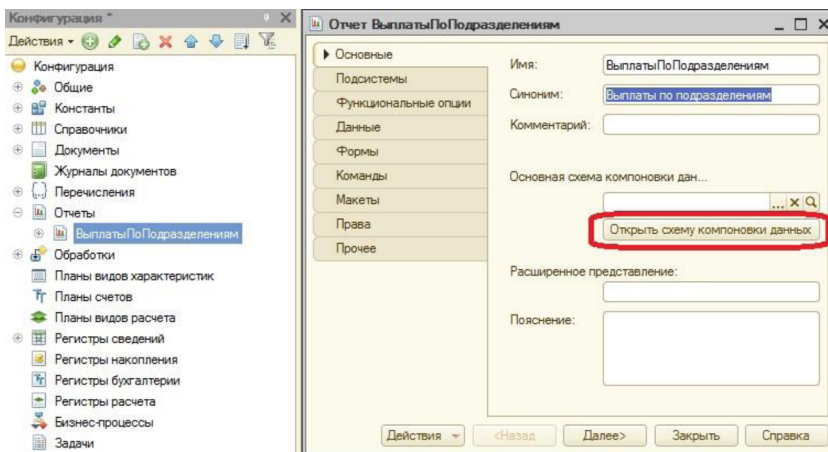 Конфигурация *
Действия
Конфигурация
Общие
Константы
Справочники
Документы
Журналы документов
Перечисления
Отчеты
ВыплатыПоПодразделениям
Обработки
Планы видов характеристик
Планы счетов
Планы видов расчета
Регистры сведений
Регистры накопления
Регистры бухгалтерии
Регистры расчета
Бизнес-процессы
Задачи
Отчет ВыплатыПоПодразделениям
Основные
Подсистемы
Функциональные опции
Данные
Формы
Команды
Макеты
Права
Прочее
Имя: ВыплатыПоПодразделениям
Синоним: Выплаты по подразделениям
Комментарий:
Основная схема компоновки дан...
...
Открыть схему компоновки данных
Расширенное представление:
Пояснение:
Действия <Назад Далее> Закрыть Справка